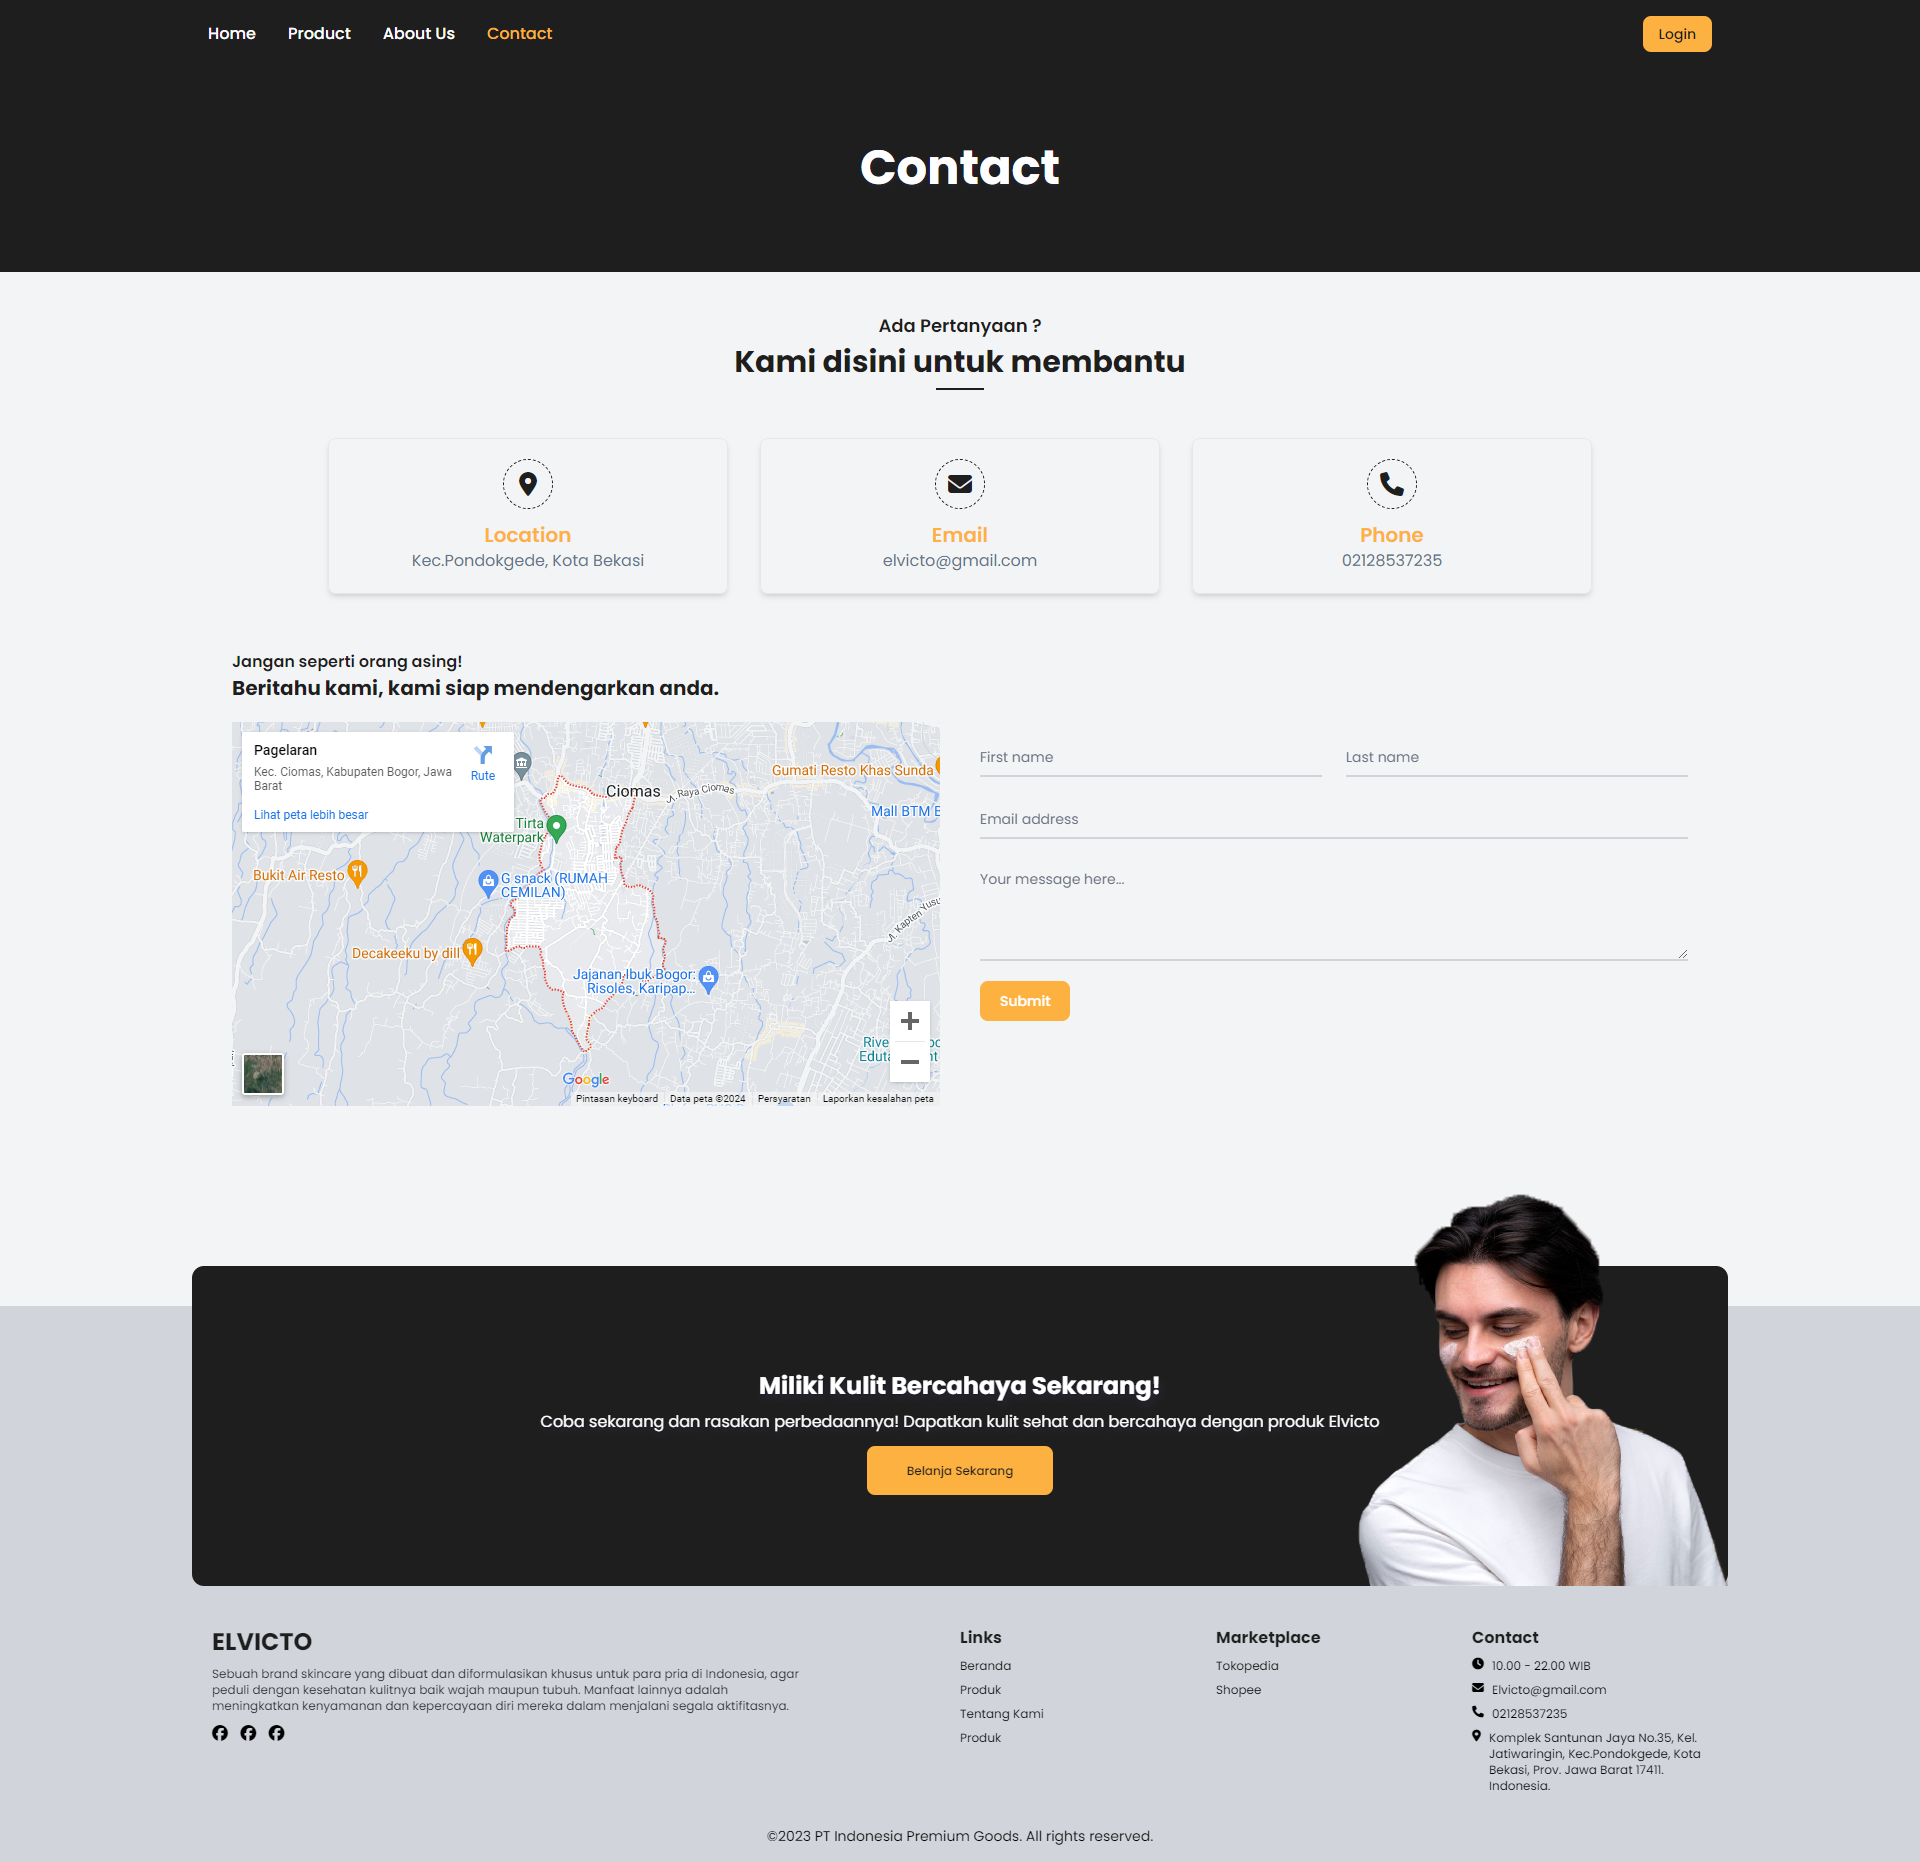 Home
Product
About Us
Contact
Login
Contact
Ada Pertanyaan ?
Kami disini untuk membantu
Location
Kec.Pondokgede, Kota Bekasi
Email
elvicto@gmail.com
Phone
02128537235
Jangan seperti orang asing!
Beritahu kami, kami siap mendengarkan anda.
Pagelaran
Kec. Ciomas, Kabupaten Bogor, Jawa
Barat
Rute
Lihat peta lebih besar
Ciomas
Jl. Raya Ciomas
Gumati Resto Khas Sunda
Mall BTM B
Tirta
Waterpark
Bukit Air Resto
G snack (RUMAH
CEMILAN)
Jl. Kapten Yusu
Decakeeku by dill
Jajanan Ibuk Bogor:
Risoles, Karipap...
Google
Pintasan keyboard
Data peta ©2024
Persyaratan
Laporkan kesalahan peta
First name
Last name
Email address
Your message here...
Submit
Miliki Kulit Bercahaya Sekarang!
Coba sekarang dan rasakan perbedaannya! Dapatkan kulit sehat dan bercahaya dengan produk Elvicto
Belanja Sekarang
ELVICTO
Sebuah brand skincare yang dibuat dan diformulasikan khusus untuk para pria di Indonesia, agar
peduli dengan kesehatan kulitnya baik wajah maupun tubuh. Manfaat lainnya adalah
meningkatkan kenyamanan dan kepercayaan diri mereka dalam menjalani segala aktifitasnya.
Links
Beranda
Produk
Tentang Kami
Produk
Marketplace
Tokopedia
Shopee
Contact
10.00 - 22.00 WIB
Elvicto@gmail.com
02128537235
Komplek Santunan Jaya No.35, Kel.
Jatiwaringin, Kec.Pondokgede, Kota
Bekasi, Prov. Jawa Barat 17411.
Indonesia.
©2023 PT Indonesia Premium Goods. All rights reserved.